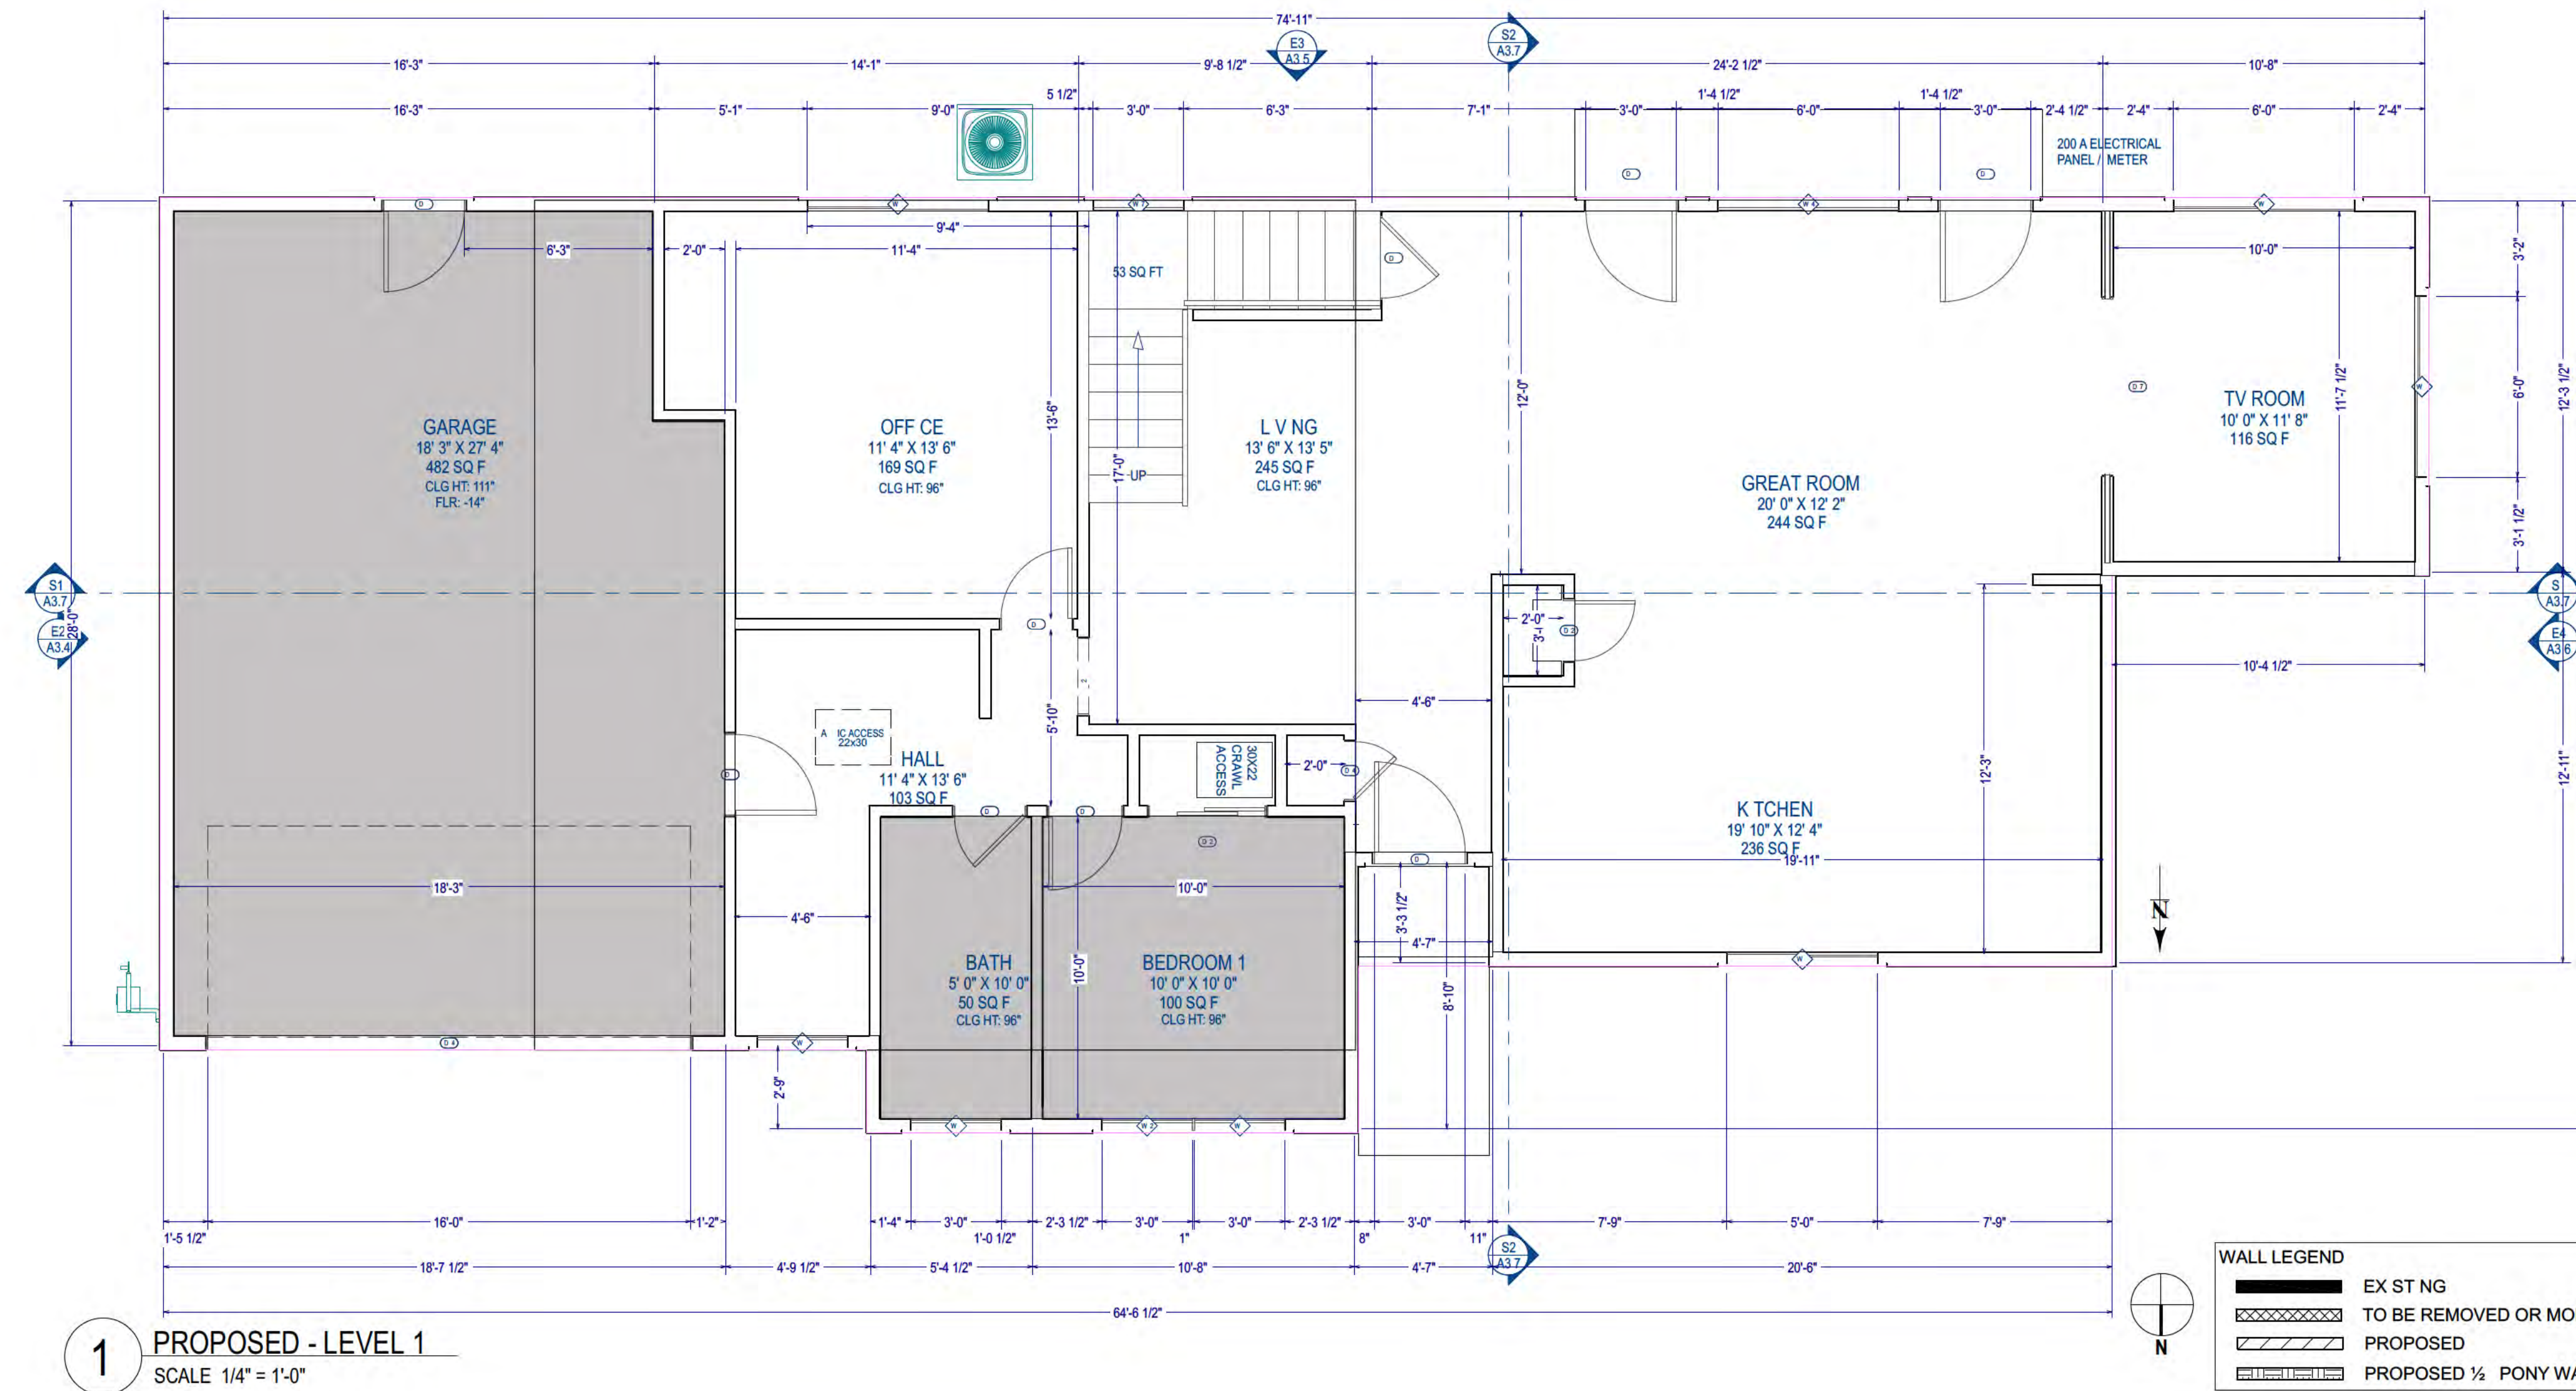 74'-11"
E3
A3.5
S2
A3.7
16'-3"
14'-1"
9'-8 1/2"
24'-2 1/2"
10'-8"
16'-3"
5'-1"
9'-0"
5 1/2"
3'-0"
6'-3"
7'-1"
3'-0"
1'-4 1/2"
6'-0"
1'-4 1/2"
3'-0"
2'-4 1/2"
2'-4"
6'-0"
2'-4"
200 A ELECTRICAL
PANEL / METER
D
D
D
W
W
W 4
W
9'-4"
6'-3"
2'-0"
11'-4"
53 SQ FT
D
10'-0"
3'-2"
6'-0"
3'-1 1/2"
12'-3 1/2"
12'-0"
11'-7 1/2"
13'-6"
17'-0"
UP
D 7
W
GARAGE
18' 3" X 27' 4"
482 SQ F
CLG HT: 111"
FLR: -14"
OFF CE
11' 4" X 13' 6"
169 SQ F
CLG HT: 96"
L V NG
13' 6" X 13' 5"
245 SQ F
CLG HT: 96"
GREAT ROOM
20' 0" X 12' 2"
244 SQ F
TV ROOM
10' 0" X 11' 8"
116 SQ F
S1
A3.7
28'-0"
E2
A3.4
S
A3.7
E4
A3 6
D
2
2'-0"
D 2
10'-4 1/2"
4'-6"
5'-10"
A IC ACCESS
22x30
HALL
11' 4" X 13' 6"
103 SQ F
D
30X22
CRAWL
ACCESS
2'-0"
D 4
12'-3"
12'-11"
K TCHEN
19' 10" X 12' 4"
236 SQ F
19'-11"
D
D
D 2
D
18'-3"
4'-6"
10'-0"
3'-3 1/2"
4'-7"
10'-0"
8'-10"
BATH
5' 0" X 10' 0"
50 SQ F
CLG HT: 96"
BEDROOM 1
10' 0" X 10' 0"
100 SQ F
CLG HT: 96"
N
D 4
W
W
2'-9"
W
W 2
W
1'-5 1/2"
16'-0"
1'-2"
1'-4"
3'-0"
1'-0 1/2"
2'-3 1/2"
3'-0"
1"
3'-0"
2'-3 1/2"
8"
3'-0"
11"
7'-9"
5'-0"
7'-9"
S2
A3 7
18'-7 1/2"
4'-9 1/2"
5'-4 1/2"
10'-8"
4'-7"
20'-6"
64'-6 1/2"
1
PROPOSED - LEVEL 1
SCALE 1/4" = 1'-0"
N
WALL LEGEND
EX ST NG
TO BE REMOVED OR MO
PROPOSED
PROPOSED ½ PONY WA